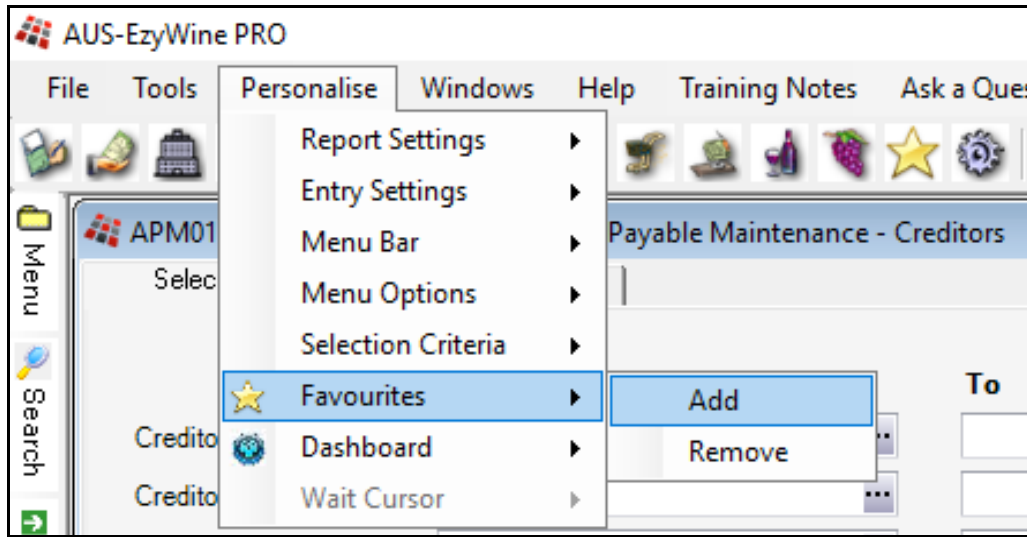 AUS-EzyWine PRO
File Tools Personalise Windows Help Training Notes Ask a Ques
Report Settings
Entry Settings
Menu Bar
Menu Options
Selection Criteria
Favourites
Dashboard
Wait Cursor
Add
Remove
Menu
Search
APM01 Payable Maintenance - Creditors
Selec
To
Credito
Credito